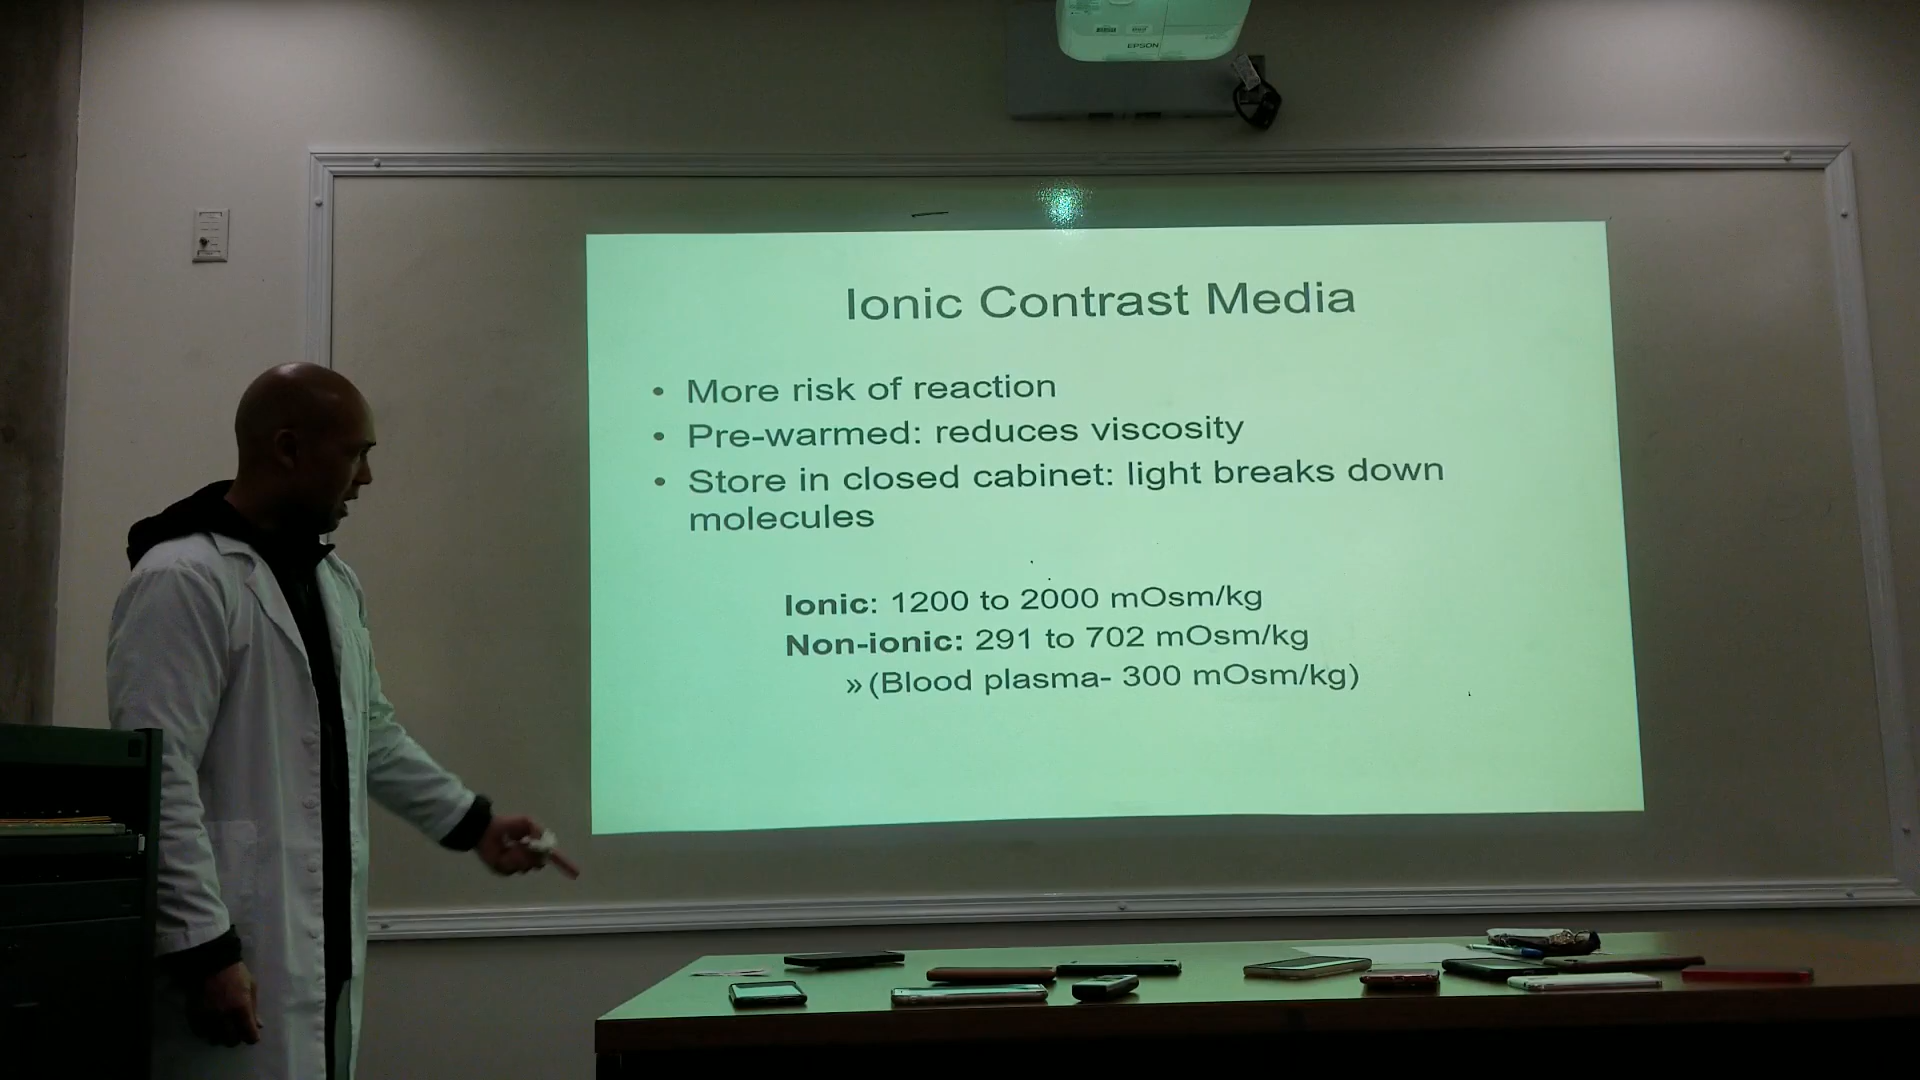 EPSON
Ionic Contrast Media
• More risk of reaction
• Pre-warmed: reduces viscosity
• Store in closed cabinet: light breaks down
molecules
Ionic: 1200 to 2000 mOsm/kg
Non-ionic: 291 to 702 mOsm/kg
» (Blood plasma- 300 mOsm/kg)